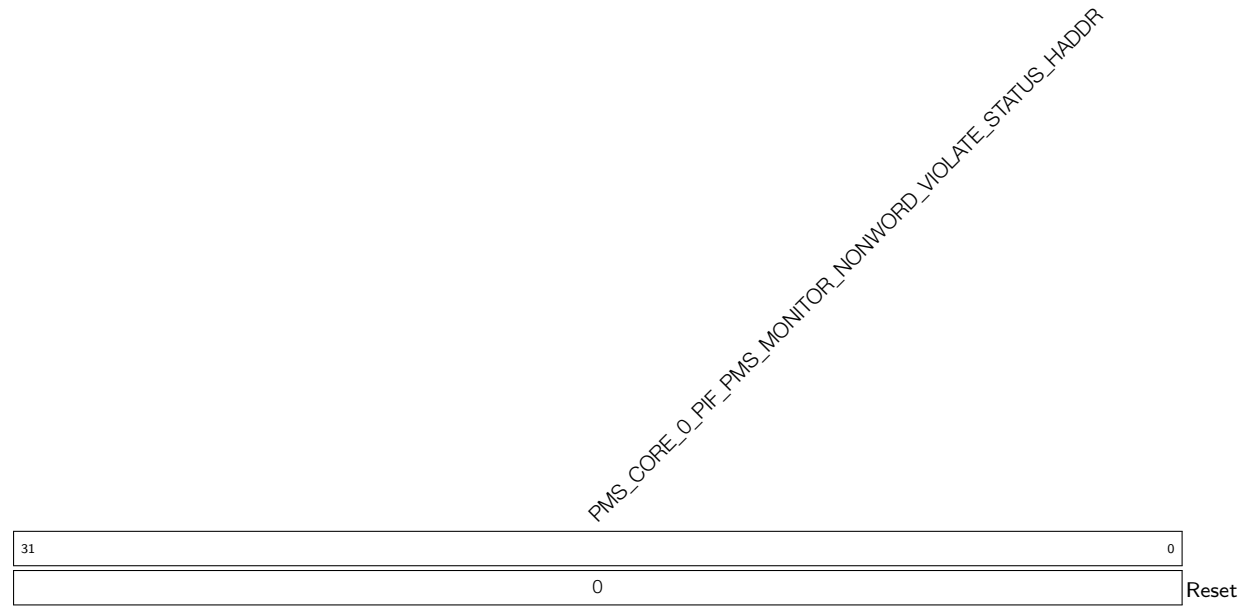 PMS_CORE_0_PIF_PMS_MONITOR_NONWORD_VIOLATE_STATUS_HADDR
31 0
0 Reset